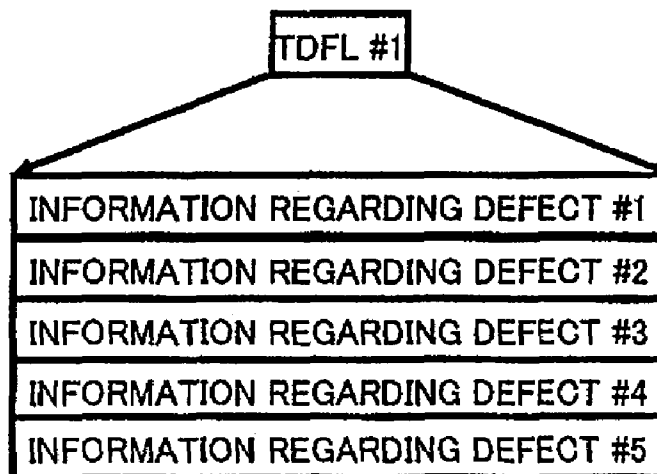 TDFL #1
INFORMATION REGARDING DEFECT #1
INFORMATION REGARDING DEFECT #2
INFORMATION REGARDING DEFECT #3
INFORMATION REGARDING DEFECT #4
INFORMATION REGARDING DEFECT #5